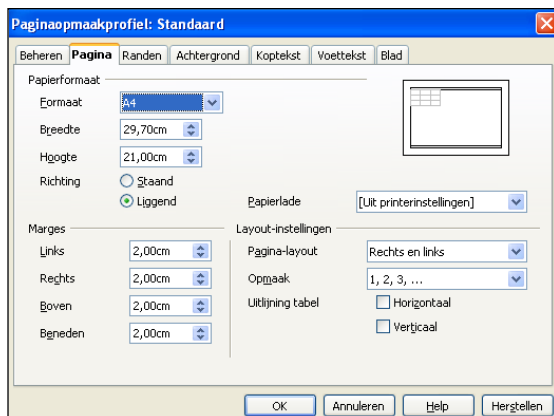 Paginaopmaakprofiel: Standaard
Beheren Pagina Randen Achtergrond Koptekst Voettekst Blad
Papierformaat
Formaat A4
Breedte 29,70cm
Hoogte 21,00cm
Richting Staand
Liggend
Papierlade [Uit printerinstellingen]
Marges
Links 2,00cm
Rechts 2,00cm
Boven 2,00cm
Beneden 2,00cm
Layout-instellingen
Pagina-layout Rechts en links
Opmaak 1, 2, 3, ...
Uitlijning tabel Horizontaal
Verticaal
OK Annuleren Help Herstellen